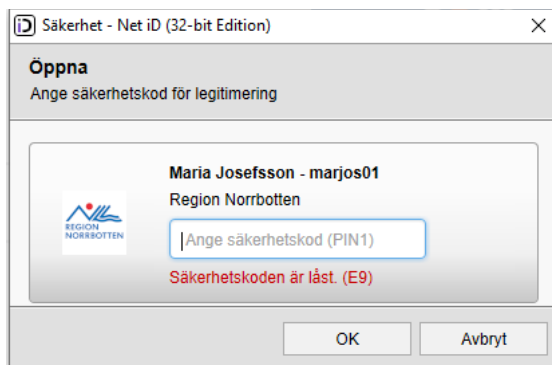 Säkerhet - Net iD (32-bit Edition)
Öppna
Ange säkerhetskod för legitimering
Maria Josefsson - marjos01
Region Norrbotten
REGION
NORRBOTTEN
Ange säkerhetskod (PIN1)
Säkerhetskoden är låst. (E9)
OK
Avbryt